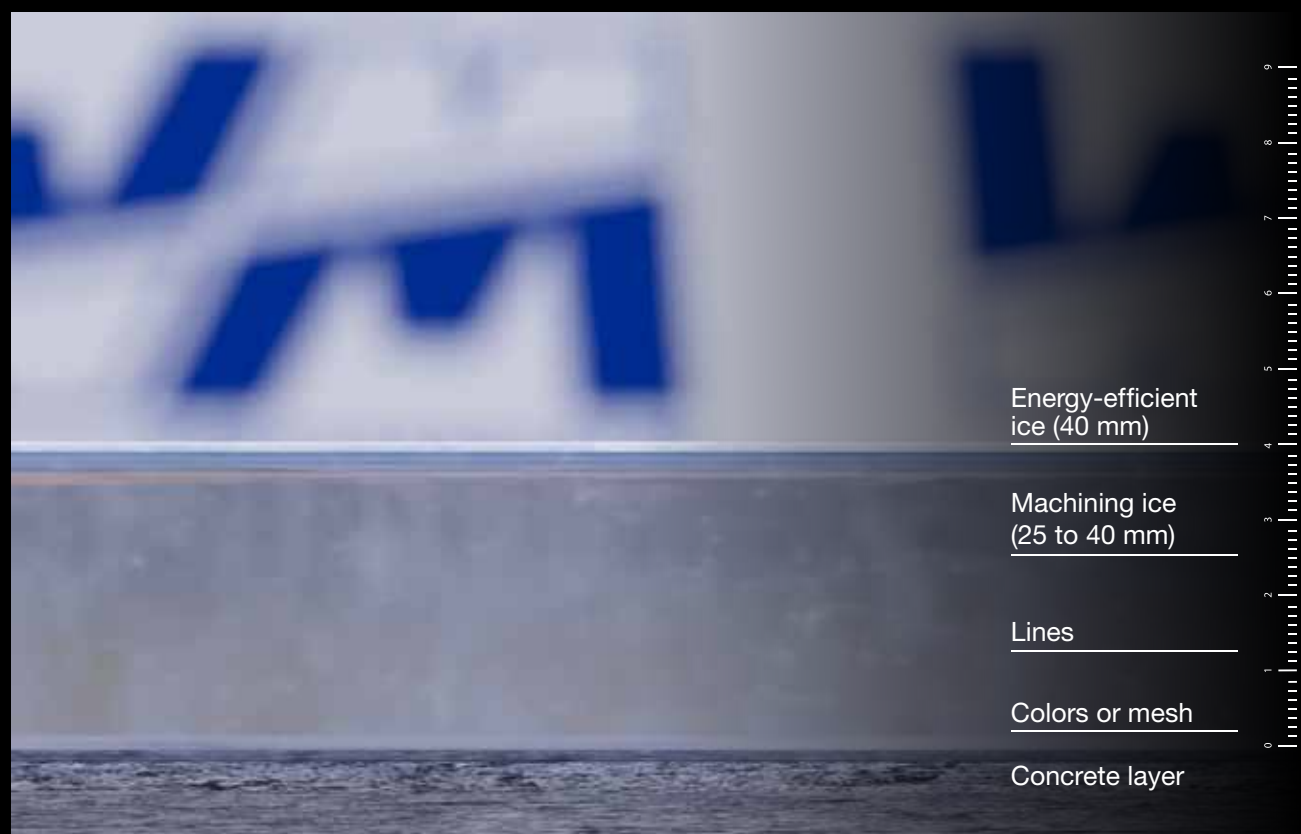 Energy-efficient
ice (40 mm)
Machining ice
(25 to 40 mm)
Lines
Colors or mesh
Concrete layer
9
8
7
6
5
4
3
2
1
0